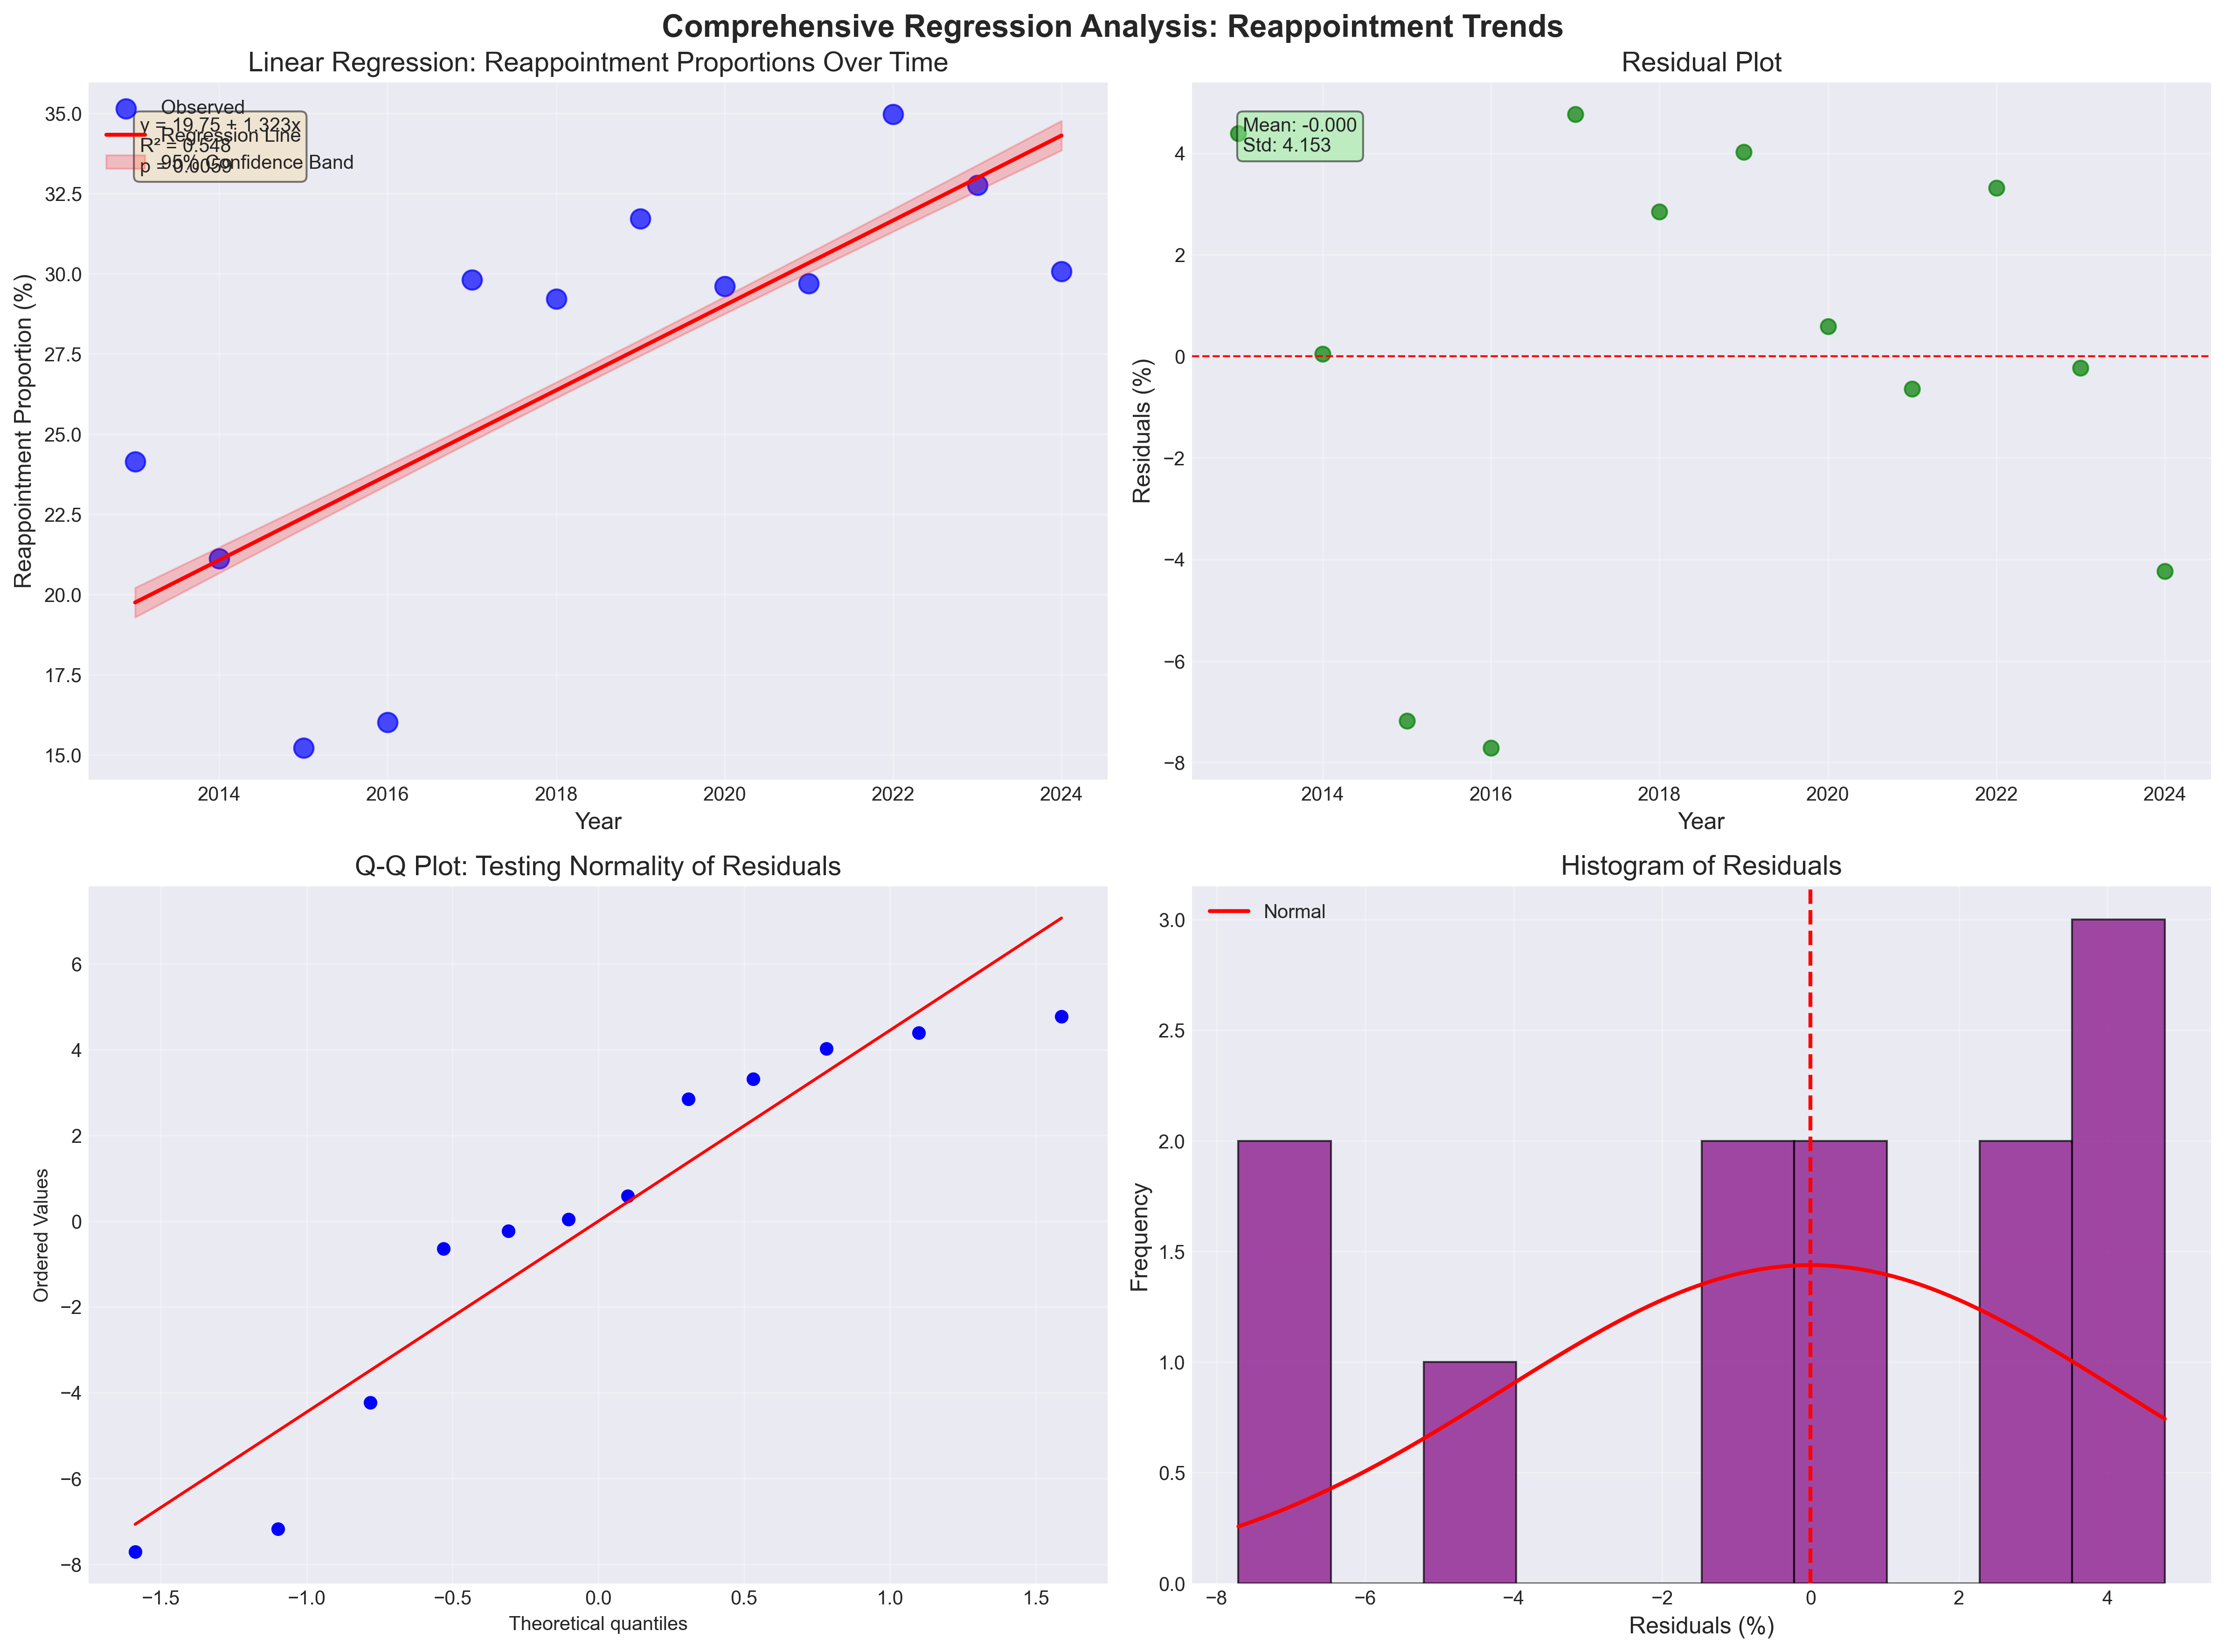 Comprehensive Regression Analysis: Reappointment Trends
Linear Regression: Reappointment Proportions Over Time
Observed
Regression Line
95% Confidence Band
y = 19.75 + 1.323x
R² = 0.548
p = 0.0059
Reappointment Proportion (%)
35.0
32.5
30.0
27.5
25.0
22.5
20.0
17.5
15.0
2014 2016 2018 2020 2022 2024
Year
Residual Plot
Mean: -0.000
Std: 4.153
Residuals (%)
4
2
0
−2
−4
−6
−8
2014 2016 2018 2020 2022 2024
Year
Q-Q Plot: Testing Normality of Residuals
Ordered Values
6
4
2
0
−2
−4
−6
−8
−1.5 −1.0 −0.5 0.0 0.5 1.0 1.5
Theoretical quantiles
Histogram of Residuals
Normal
Frequency
3.0
2.5
2.0
1.5
1.0
0.5
0.0
−8 −6 −4 −2 0 2 4
Residuals (%)